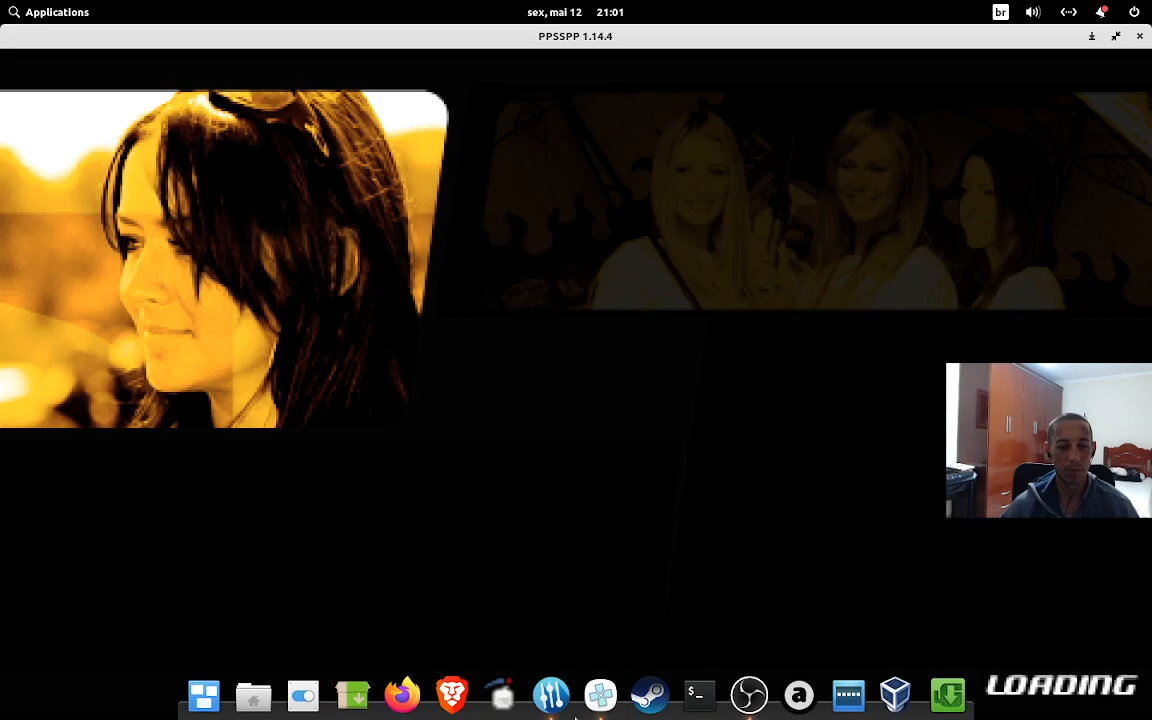 Applications
sex, mai 12 21:01
br
PPSSPP 1.14.4
$_
a
LOADING